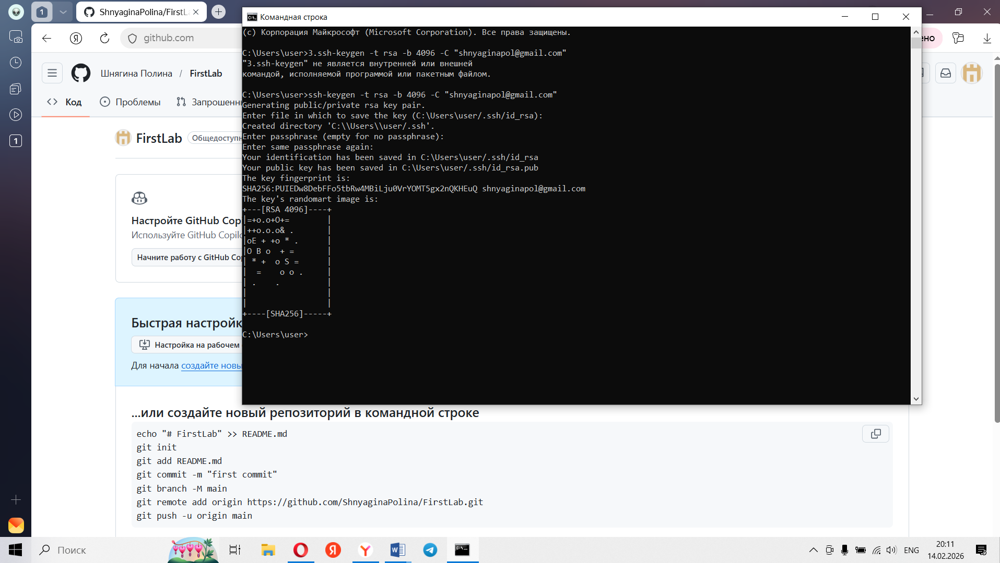 1
ShnyaginaPolina/FirstL
Командная строка
github.com
ено
Шнягина Полина / FirstLab
Код
Проблемы
Запрошенн
1
FirstLab
Общедоступн
Настройте GitHub Cop
Используйте GitHub Copilo
Начните работу с GitHub Co
Быстрая настройк
Настройка на рабочем
Для начала создайте новы
(c) Корпорация Майкрософт (Microsoft Corporation). Все права защищены.
C:\Users\user>3.ssh-keygen -t rsa -b 4096 -C "shnyaginapol@gmail.com"
"3.ssh-keygen" не является внутренней или внешней
командой, исполняемой программой или пакетным файлом.
C:\Users\user>ssh-keygen -t rsa -b 4096 -C "shnyaginapol@gmail.com"
Generating public/private rsa key pair.
Enter file in which to save the key (C:\Users\user/.ssh/id_rsa):
Created directory 'C:\\Users\\user/.ssh'.
Enter passphrase (empty for no passphrase):
Enter same passphrase again:
Your identification has been saved in C:\Users\user/.ssh/id_rsa
Your public key has been saved in C:\Users\user/.ssh/id_rsa.pub
The key fingerprint is:
SHA256:PUIEDw8DebFFo5tbRw4MBiLju0VrYOMT5gx2nQKHEuQ shnyaginapol@gmail.com
The key's randomart image is:
+---[RSA 4096]----+
|=+o.o+O+=        |
|++o.o.o& .       |
|oE + +o * .      |
|O B o  + =       |
| * +  o S =      |
|  =    o o .     |
| .    .          |
|                 |
|                 |
+----[SHA256]-----+
C:\Users\user>
...или создайте новый репозиторий в командной строке
echo "# FirstLab" >> README.md
git init
git add README.md
git commit -m "first commit"
git branch -M main
git remote add origin https://github.com/ShnyaginaPolina/FirstLab.git
git push -u origin main
Поиск
ENG
20:11
14.02.2026